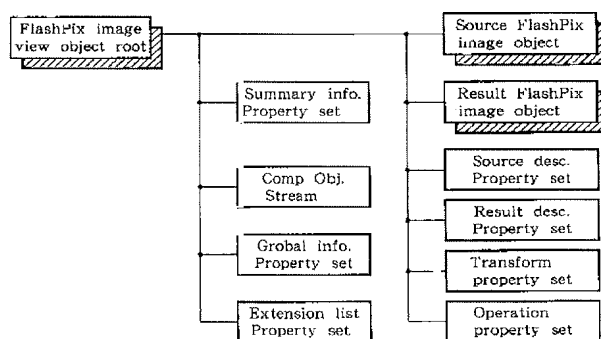 FlashPix image
view object root
Source FlashPix
image object
Summary info.
Property set
Result FlashPix
image object
Comp Obj.
Stream
Source desc.
Property set
Result desc.
Property set
Grobal info.
Property set
Transform
property set
Extension list
Property set
Operation
property set